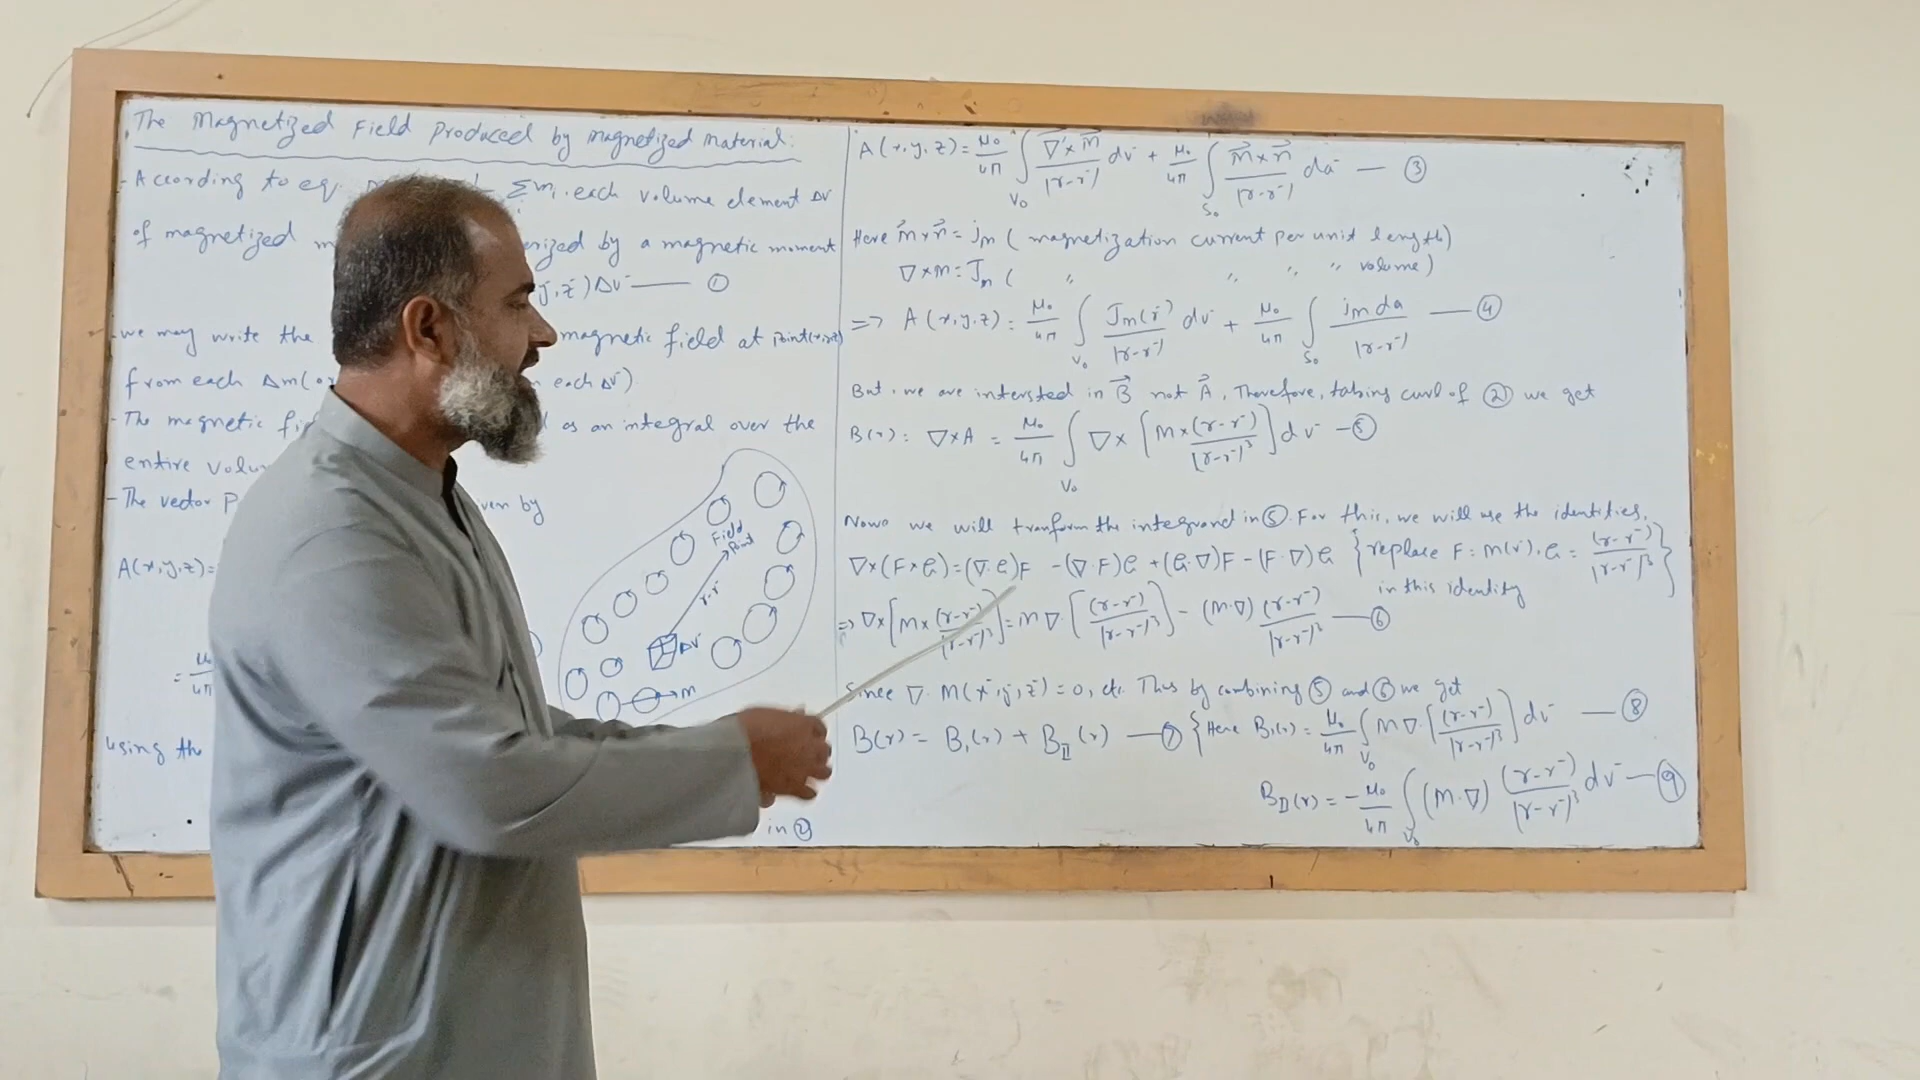 The Magnetized Field Produced by magnetized Material:
- According to eq. Σmᵢ. each volume element ΔV
of magnetized m erized by a magnetic moment
j, z̄) ΔV̄ —— ①
- we may write the magnetic field at Point(x,y,z)
from each Δm(or n each ΔV̄).
- The magnetic fi d as an integral over the
entire volu
- The vector p iven by
A(x,y,z)=
= μ₀/4π
using the
in ②
Field Point
r-r̄
ΔV̄
m
A(x,y,z) = μ₀/4π ∫V₀ (∇⃗×M⃗)/|r-r̄| dv̄ + μ₀/4π ∫S₀ (M⃗×n⃗)/|r-r̄| dā — ③
Here M⃗×n⃗ = jm ( magnetization current per unit length)
∇×M = Jm ( " " " " volume)
=> A(x,y,z) = μ₀/4π ∫V₀ Jm(r̄)/|r-r̄| dv̄ + μ₀/4π ∫S₀ jm da/|r-r̄| —— ④
But, we are intersted in B⃗ not A⃗, Therefore, taking curl of ② we get
B(r) = ∇×A = μ₀/4π ∫V₀ ∇×[M×(r-r̄)/|r-r̄|³] dv̄ — ⑤
Now we will tranform the integrand in ⑤. For this, we will use the identities,
∇×(F×G) = (∇.G)F - (∇.F)G + (G.∇)F - (F.∇)G {replace F = M(r̄), G = (r-r̄)/|r-r̄|³}
in this identity
=> ∇×[M×(r-r̄)/|r-r̄|³] = M∇.[(r-r̄)/|r-r̄|³] - (M.∇)(r-r̄)/|r-r̄|³ —— ⑥
Since ∇.M(x̄,ȳ,z̄) = 0, etc. Thus by combining ⑤ and ⑥ we get
B(r) = B₁(r) + BII(r) — ⑦ {Here B₁(r) = μ₀/4π ∫V₀ M∇.[(r-r̄)/|r-r̄|³] dv̄ —— ⑧
BII(r) = -μ₀/4π ∫V₀ (M.∇)(r-r̄)/|r-r̄|³ dv̄ — ⑨